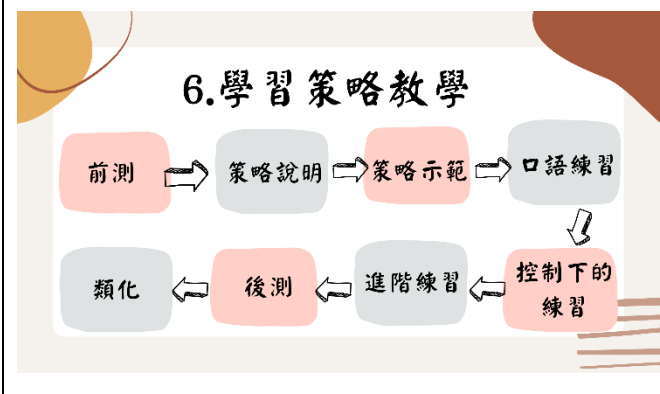 6.學習策略教學
前測
策略說明
策略示範
口語練習
控制下的
練習
進階練習
後測
類化